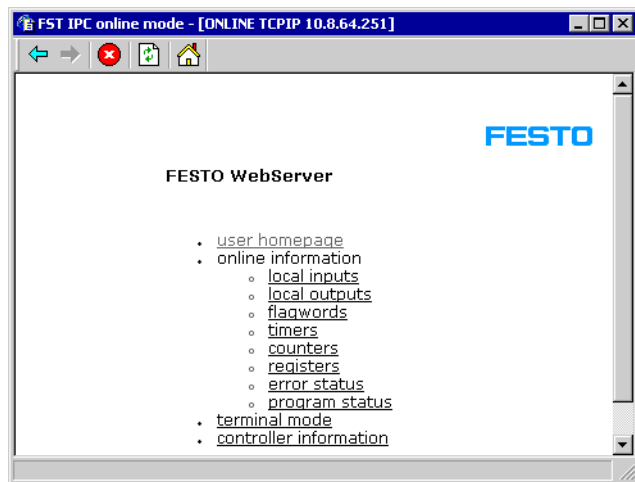 FST IPC online mode - [ONLINE TCPIP 10.8.64.251]
FESTO
FESTO WebServer
user homepage
online information
local inputs
local outputs
flagwords
timers
counters
registers
error status
program status
terminal mode
controller information